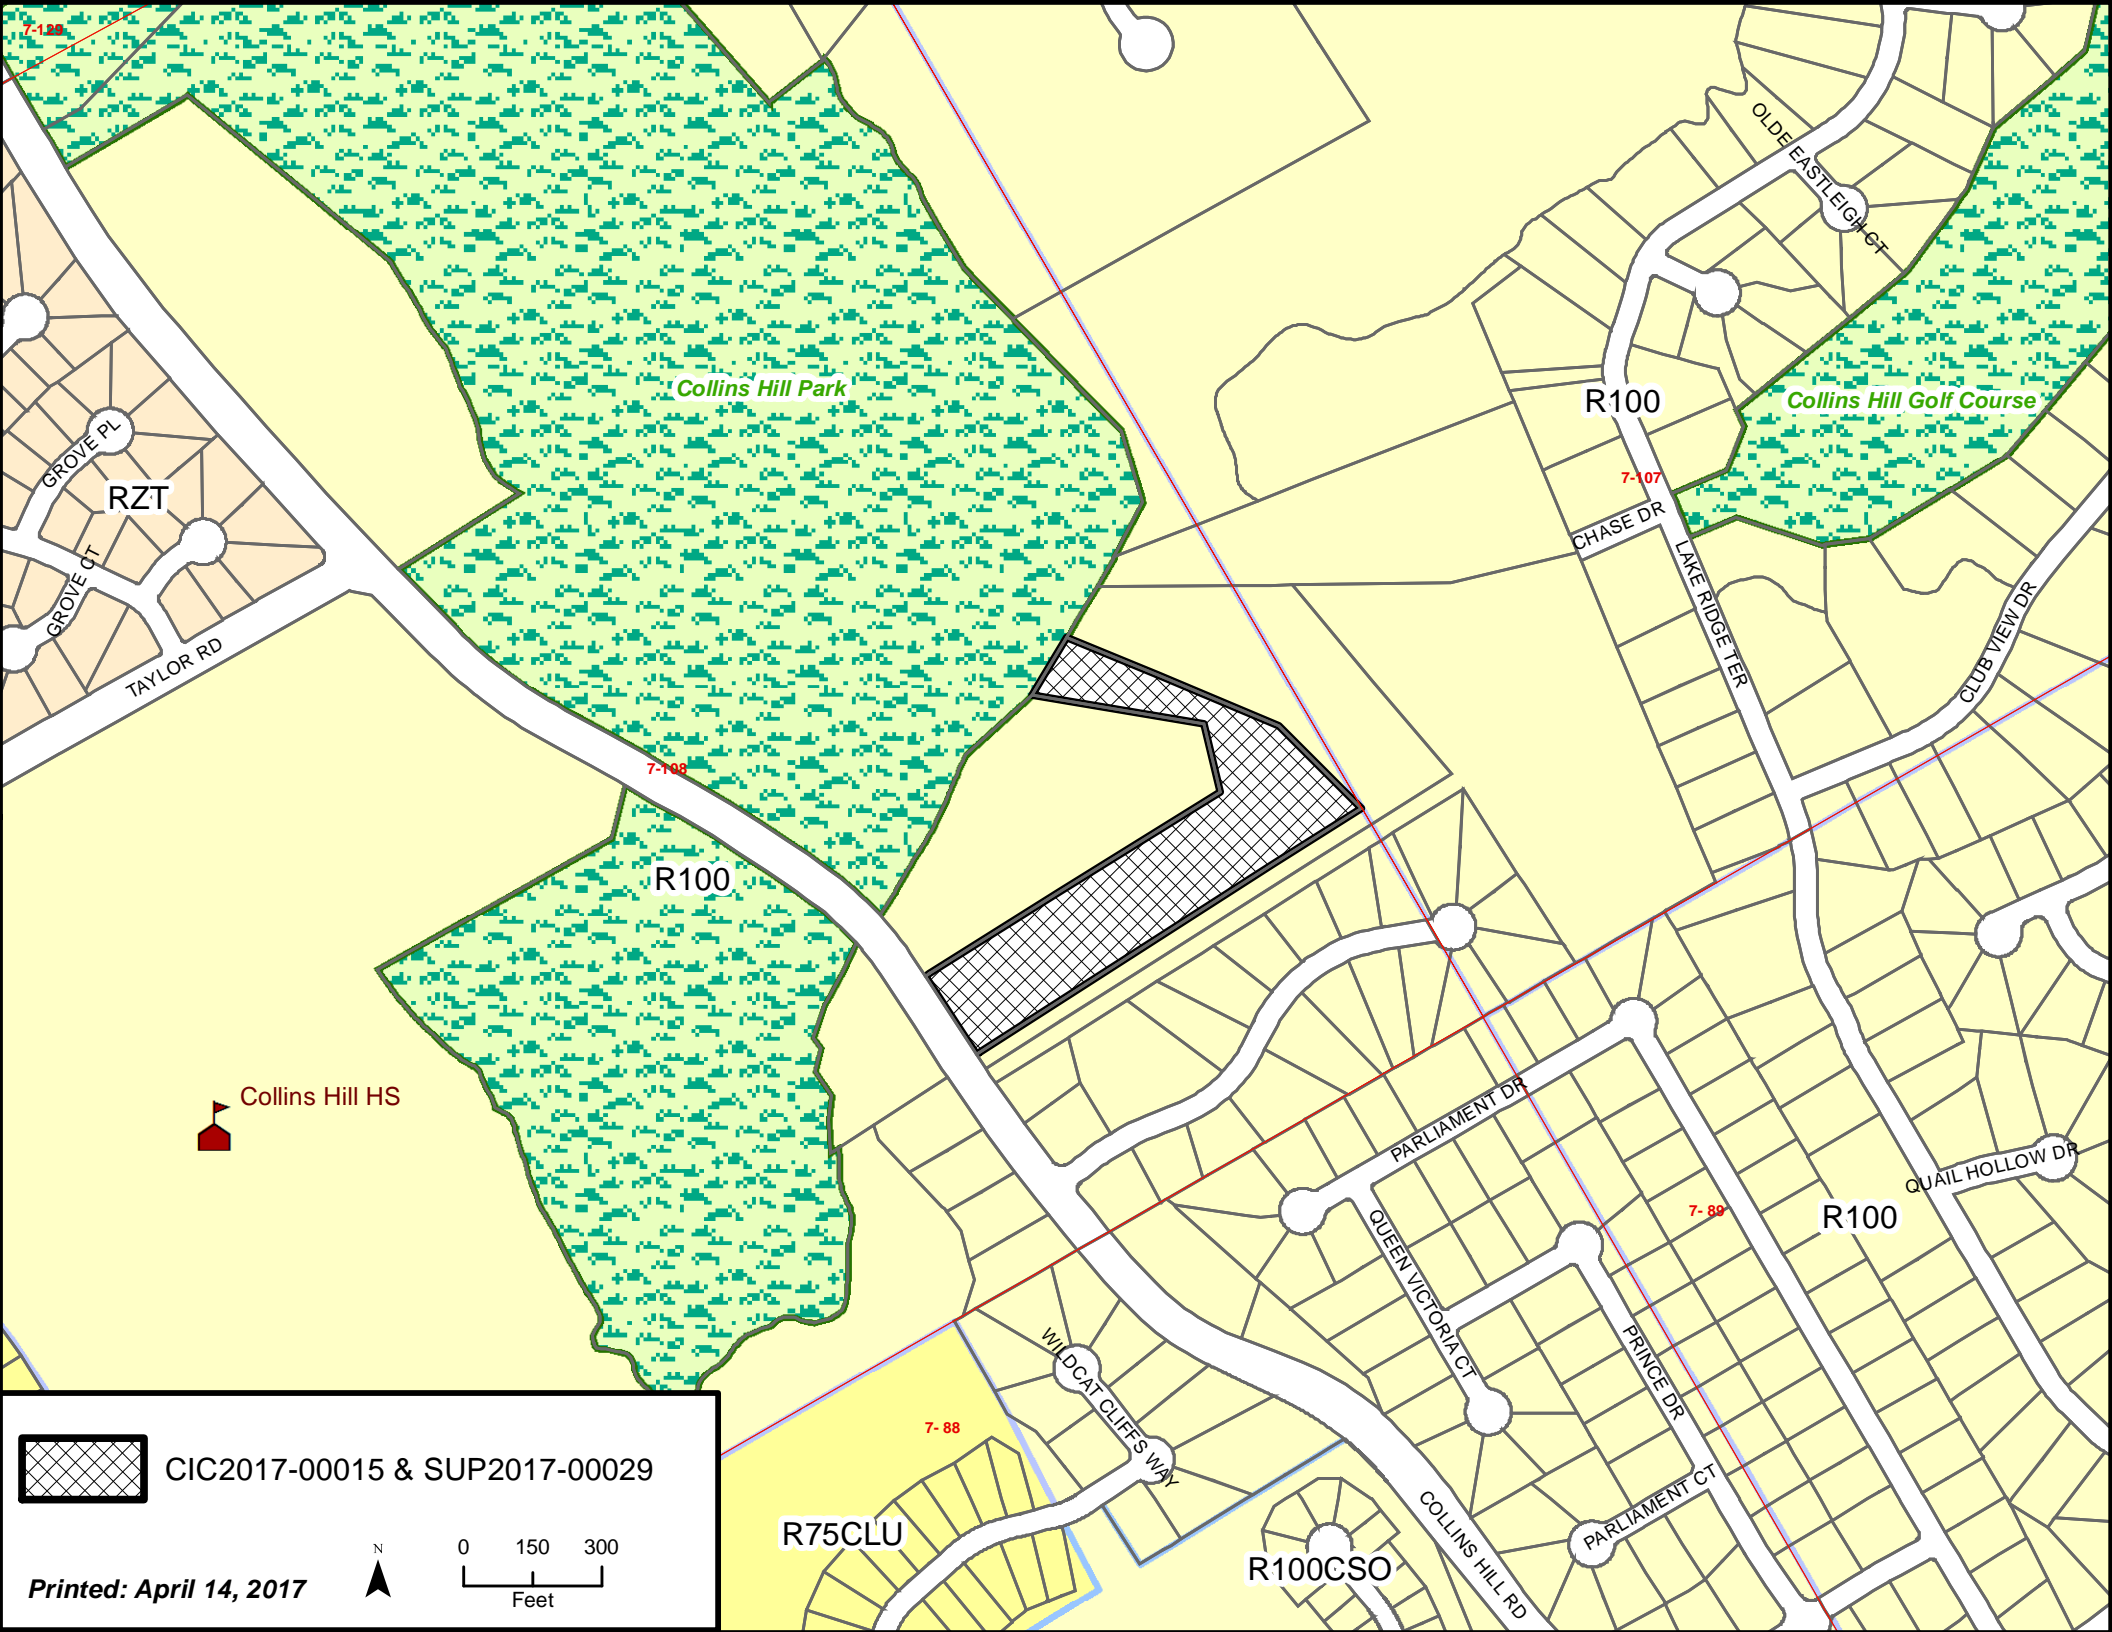 7-129
OLDE EASTLEIGH CT
Collins Hill Park
R100
Collins Hill Golf Course
GROVE PL
RZT
7-107
CHASE DR
GROVE CT
LAKE RIDGE TER
CLUB VIEW DR
TAYLOR RD
7-108
R100
Collins Hill HS
PARLIAMENT DR
QUAIL HOLLOW DR
7- 89
R100
QUEEN VICTORIA CT
WILDCAT CLIFFS WAY
PRINCE DR
7- 88
CIC2017-00015 & SUP2017-00029
R75CLU
PARLIAMENT CT
COLLINS HILL RD
R100CSO
N
0 150 300
Feet
Printed: April 14, 2017